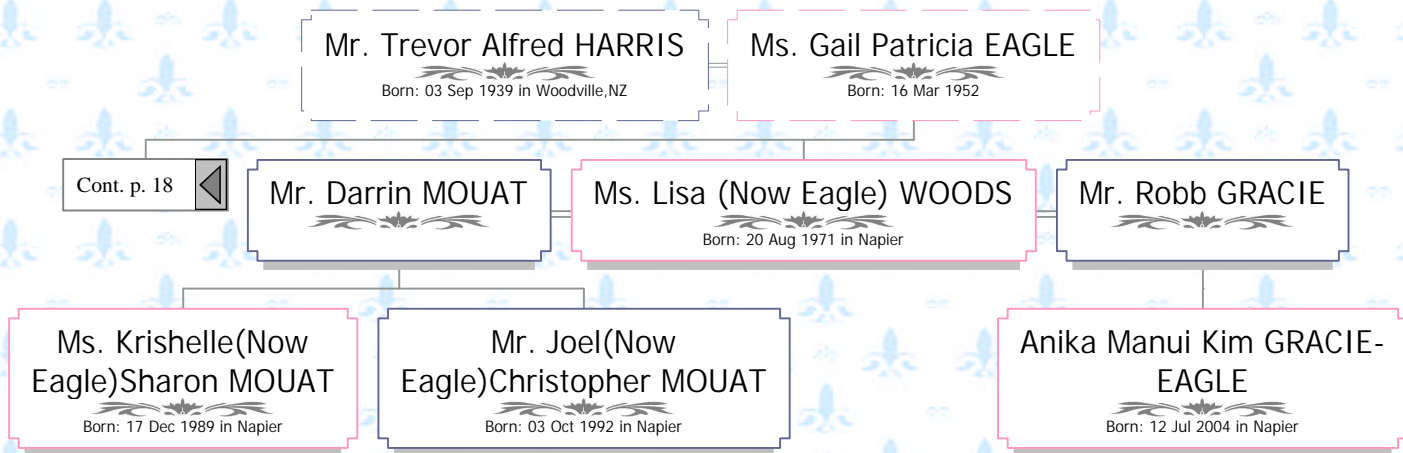 Mr. Trevor Alfred HARRIS
Born: 03 Sep 1939 in Woodville,NZ
Ms. Gail Patricia EAGLE
Born: 16 Mar 1952
Cont. p. 18
Mr. Darrin MOUAT
Ms. Lisa (Now Eagle) WOODS
Born: 20 Aug 1971 in Napier
Mr. Robb GRACIE
Ms. Krishelle(Now
Eagle)Sharon MOUAT
Born: 17 Dec 1989 in Napier
Mr. Joel(Now
Eagle)Christopher MOUAT
Born: 03 Oct 1992 in Napier
Anika Manui Kim GRACIE-
EAGLE
Born: 12 Jul 2004 in Napier